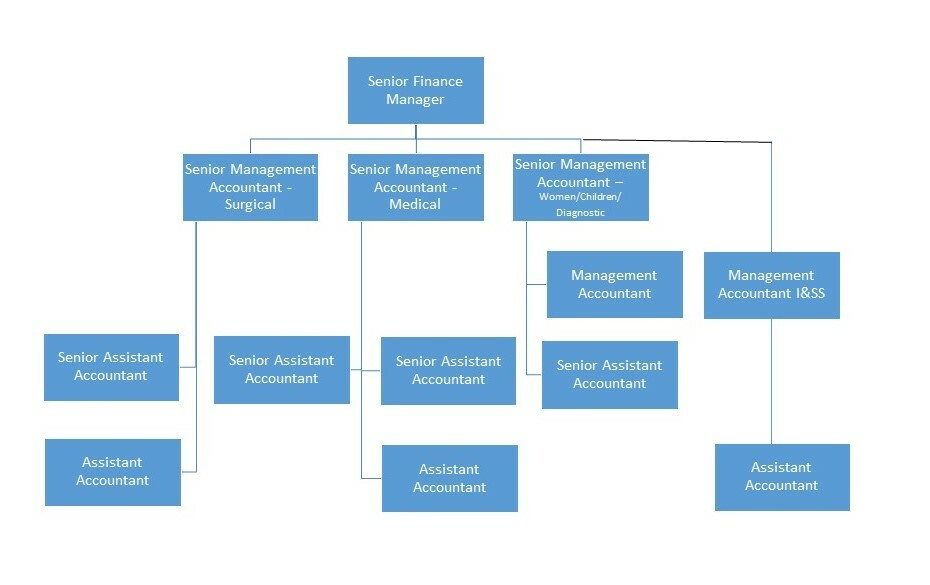 Senior Finance
Manager
Senior Management
Accountant -
Surgical
Senior Management
Accountant -
Medical
Senior Management
Accountant –
Women/Children/
Diagnostic
Management
Accountant
Management
Accountant I&SS
Senior Assistant
Accountant
Senior Assistant
Accountant
Senior Assistant
Accountant
Senior Assistant
Accountant
Assistant
Accountant
Assistant
Accountant
Assistant
Accountant